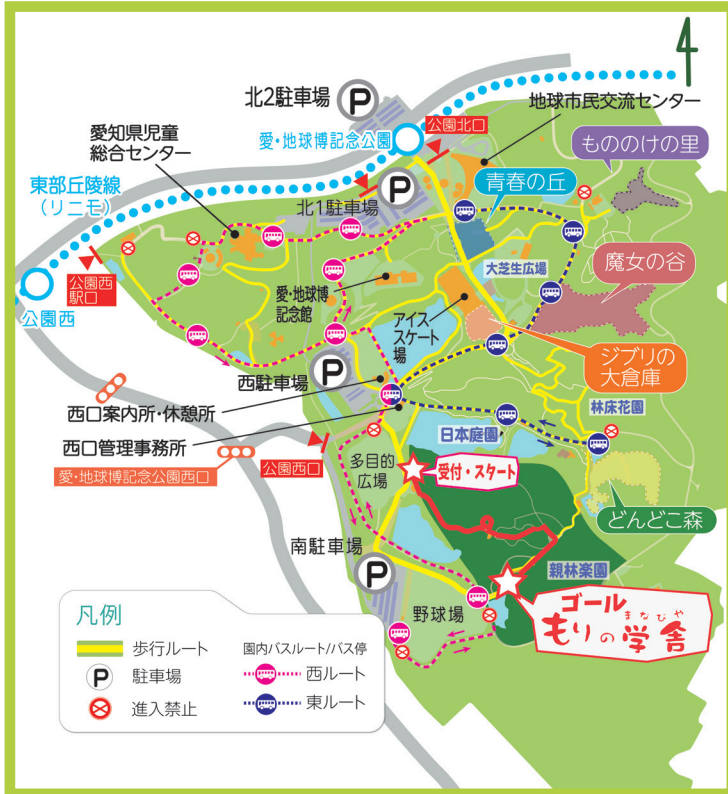 4
北2駐車場
P
地球市民交流センター
愛・地球博記念公園
公園北口
愛知県児童
総合センター
もののけの里
東部丘陵線
(リニモ)
北1駐車場
P
青春の丘
大芝生広場
魔女の谷
公園西
駅口
愛・地球博
記念館
公園西
アイス
スケート
場
ジブリの
大倉庫
西駐車場
P
林床花園
西口案内所・休憩所
日本庭園
西口管理事務所
多目的
広場
受付・スタート
公園西口
愛・地球博記念公園西口
どんどこ森
南駐車場
P
親林楽園
野球場
ゴール
まなびや
もりの学舎
凡例
歩行ルート
園内バスルート/バス停
P
駐車場
西ルート
進入禁止
東ルート